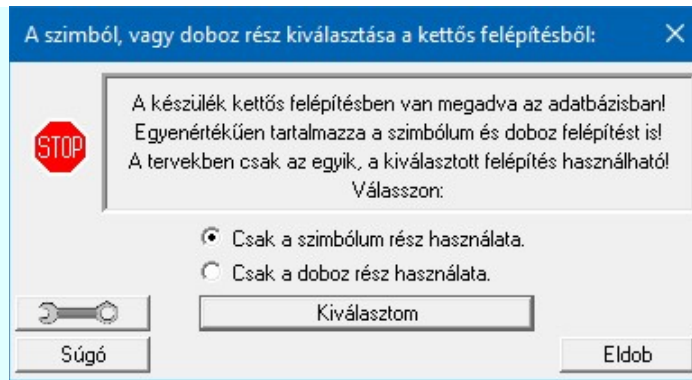 A szimból, vagy doboz rész kiválasztása a kettős felépítésből:
STOP
A készülék kettős felépítésben van megadva az adatbázisban!
Egyenértékűen tartalmazza a szimbólum és doboz felépítést is!
A tervekben csak az egyik, a kiválasztott felépítés használható!
Válasszon:
Csak a szimbólum rész használata.
Csak a doboz rész használata.
Kiválasztom
Súgó
Eldob